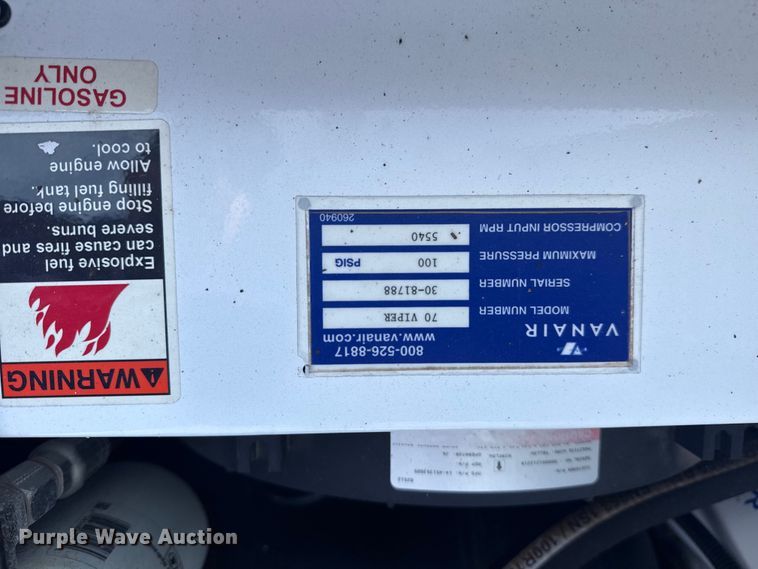 VANAIR
800-526-8817
www.vanair.com
MODEL NUMBER 70 VIPER
SERIAL NUMBER 30-81788
MAXIMUM PRESSURE 100 PSIG
COMPRESSOR INPUT RPM 5540
260940
WARNING
Explosive fuel
can cause fires and
severe burns.
Stop engine before
filling fuel tank.
Allow engine
to cool.
GASOLINE
ONLY
Purple Wave Auction